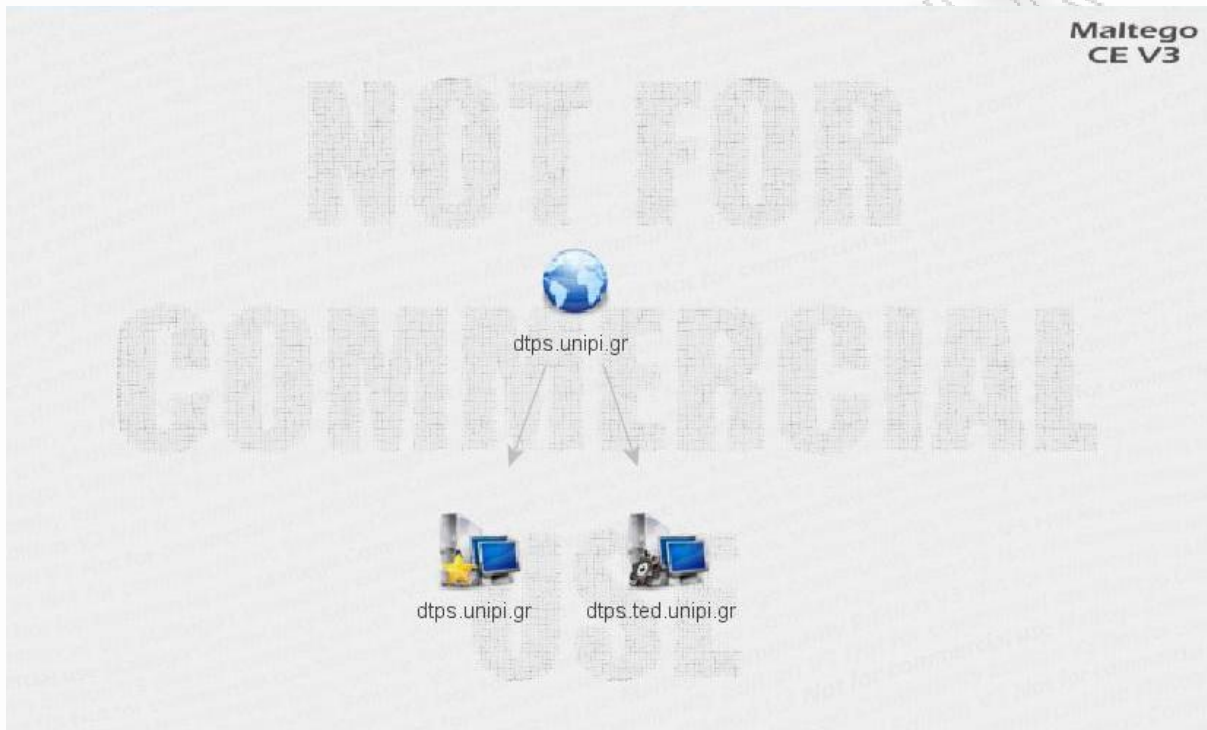 Maltego
CE V3
NOT FOR
dtps.unipi.gr
COMMERCIAL
USE
dtps.unipi.gr
dtps.ted.unipi.gr